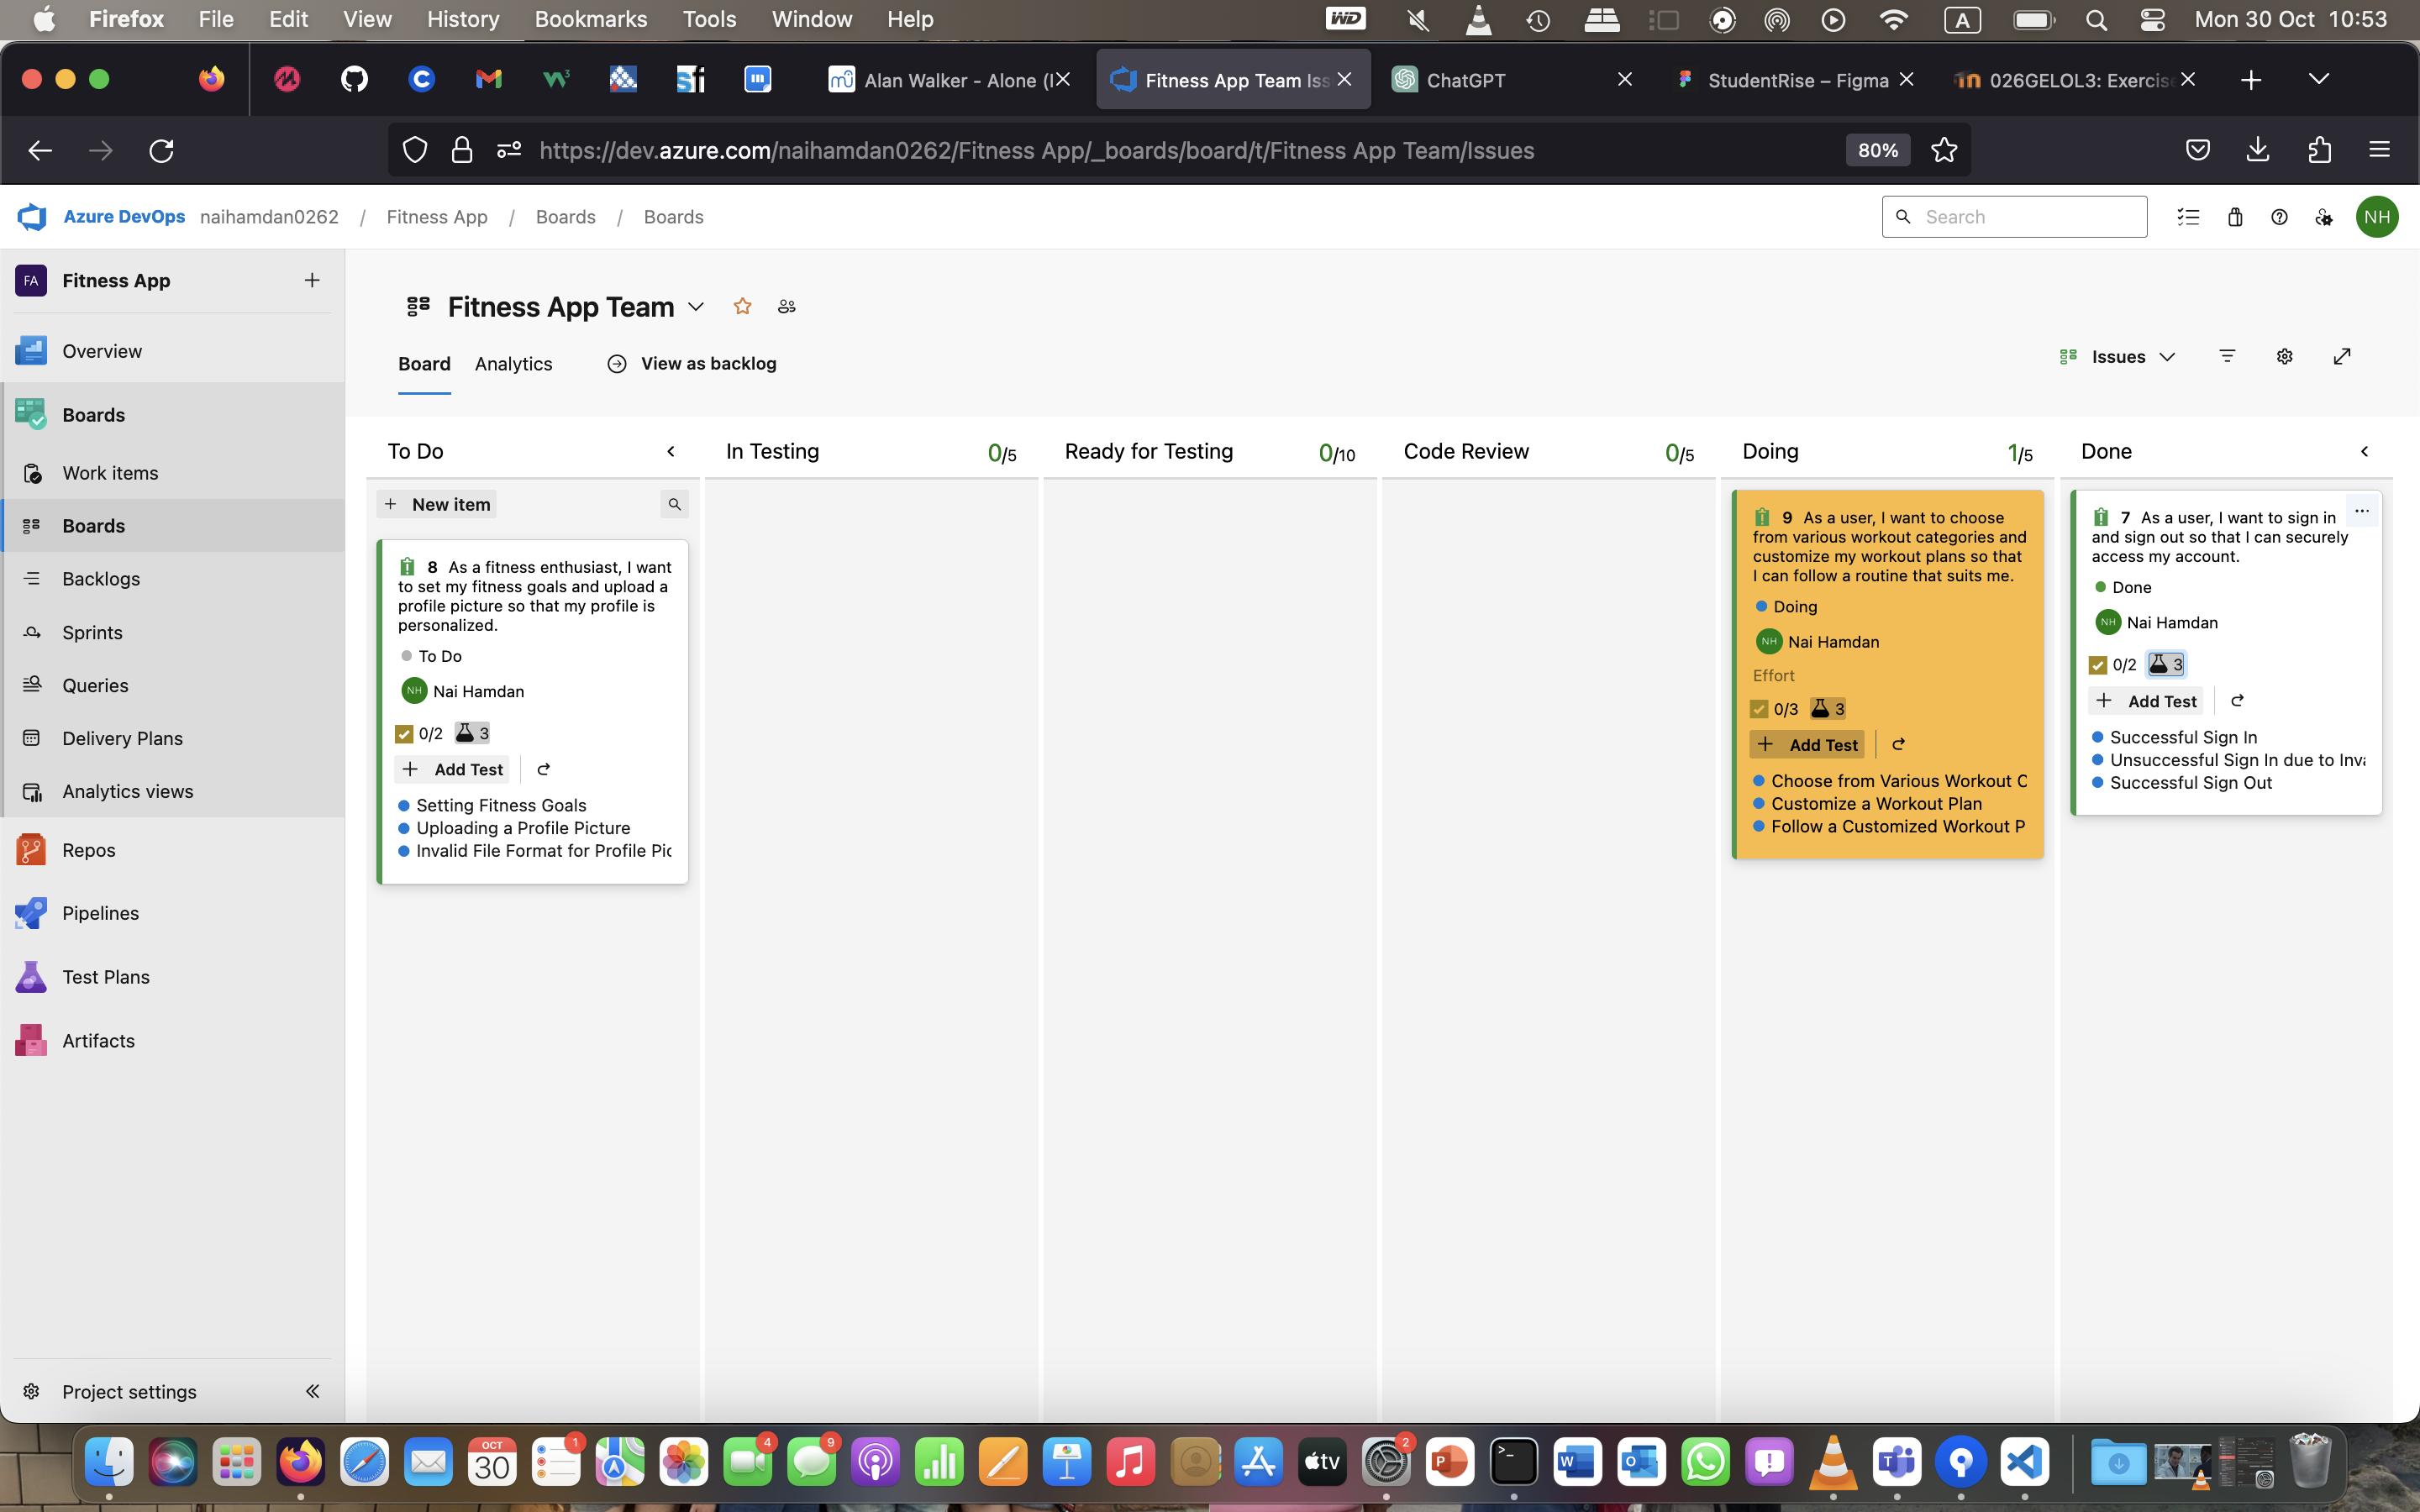 Firefox File Edit View History Bookmarks Tools Window Help
WD A Mon 30 Oct 10:53
Alan Walker - Alone (I
Fitness App Team Iss
ChatGPT
StudentRise – Figma
026GELOL3: Exercis
https://dev.azure.com/naihamdan0262/Fitness App/_boards/board/t/Fitness App Team/Issues
80%
Azure DevOps naihamdan0262 / Fitness App / Boards / Boards
Search
NH
FA Fitness App
Overview
Boards
Work items
Boards
Backlogs
Sprints
Queries
Delivery Plans
Analytics views
Repos
Pipelines
Test Plans
Artifacts
Project settings
Fitness App Team
Board Analytics View as backlog
Issues
To Do
New item
8 As a fitness enthusiast, I want
to set my fitness goals and upload a
profile picture so that my profile is
personalized.
To Do
NH Nai Hamdan
0/2 3
Add Test
Setting Fitness Goals
Uploading a Profile Picture
Invalid File Format for Profile Pic
In Testing 0/5
Ready for Testing 0/10
Code Review 0/5
Doing 1/5
9 As a user, I want to choose
from various workout categories and
customize my workout plans so that
I can follow a routine that suits me.
Doing
NH Nai Hamdan
Effort
0/3 3
Add Test
Choose from Various Workout C
Customize a Workout Plan
Follow a Customized Workout P
Done
7 As a user, I want to sign in
and sign out so that I can securely
access my account.
Done
NH Nai Hamdan
0/2 3
Add Test
Successful Sign In
Unsuccessful Sign In due to Inva
Successful Sign Out
OCT
30
1
4
9
tv
2